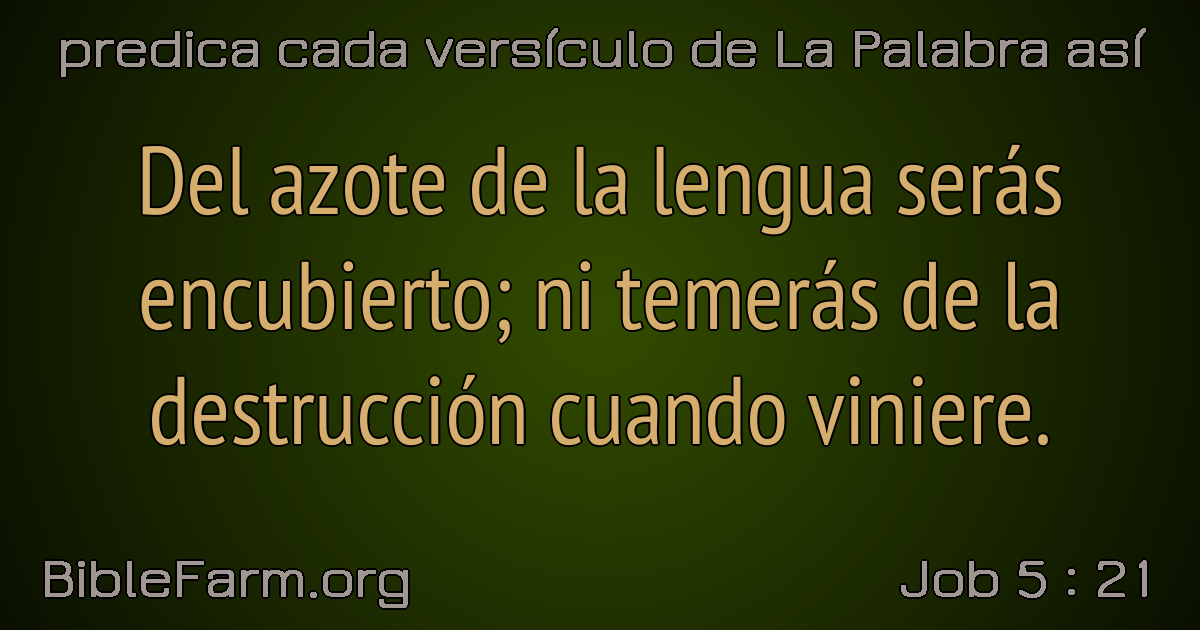 predica cada versículo de La Palabra así
Del azote de la lengua serás
encubierto; ni temerás de la
destrucción cuando viniere.
BibleFarm.org
Job 5 : 21